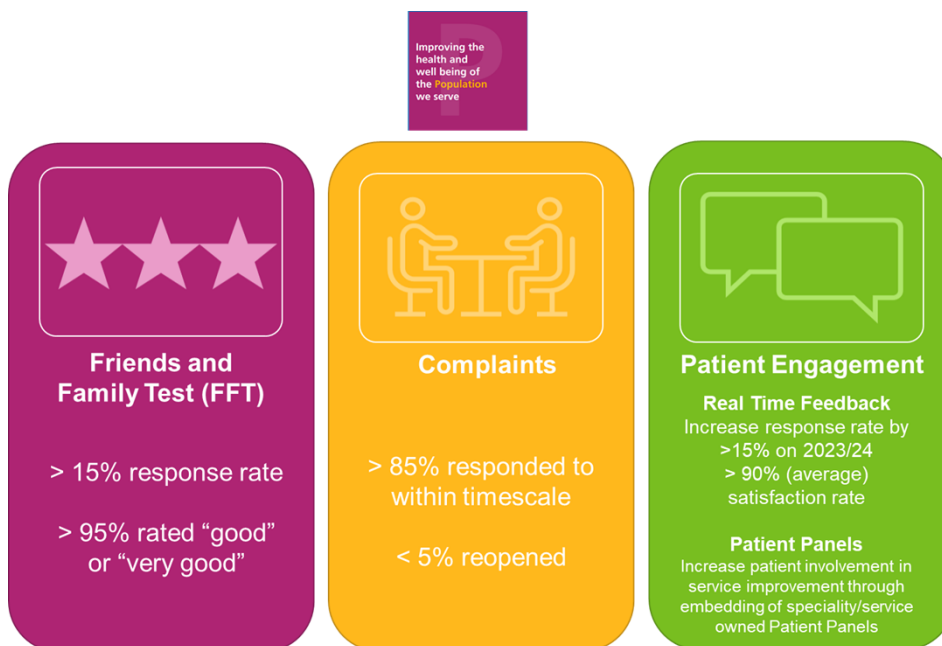 Improving the
health and
well being of
the Population
we serve
Friends and
Family Test (FFT)
> 15% response rate
> 95% rated “good”
or “very good”
Complaints
> 85% responded to
within timescale
< 5% reopened
Patient Engagement
Real Time Feedback
Increase response rate by
>15% on 2023/24
> 90% (average)
satisfaction rate
Patient Panels
Increase patient involvement in
service improvement through
embedding of speciality/service
owned Patient Panels